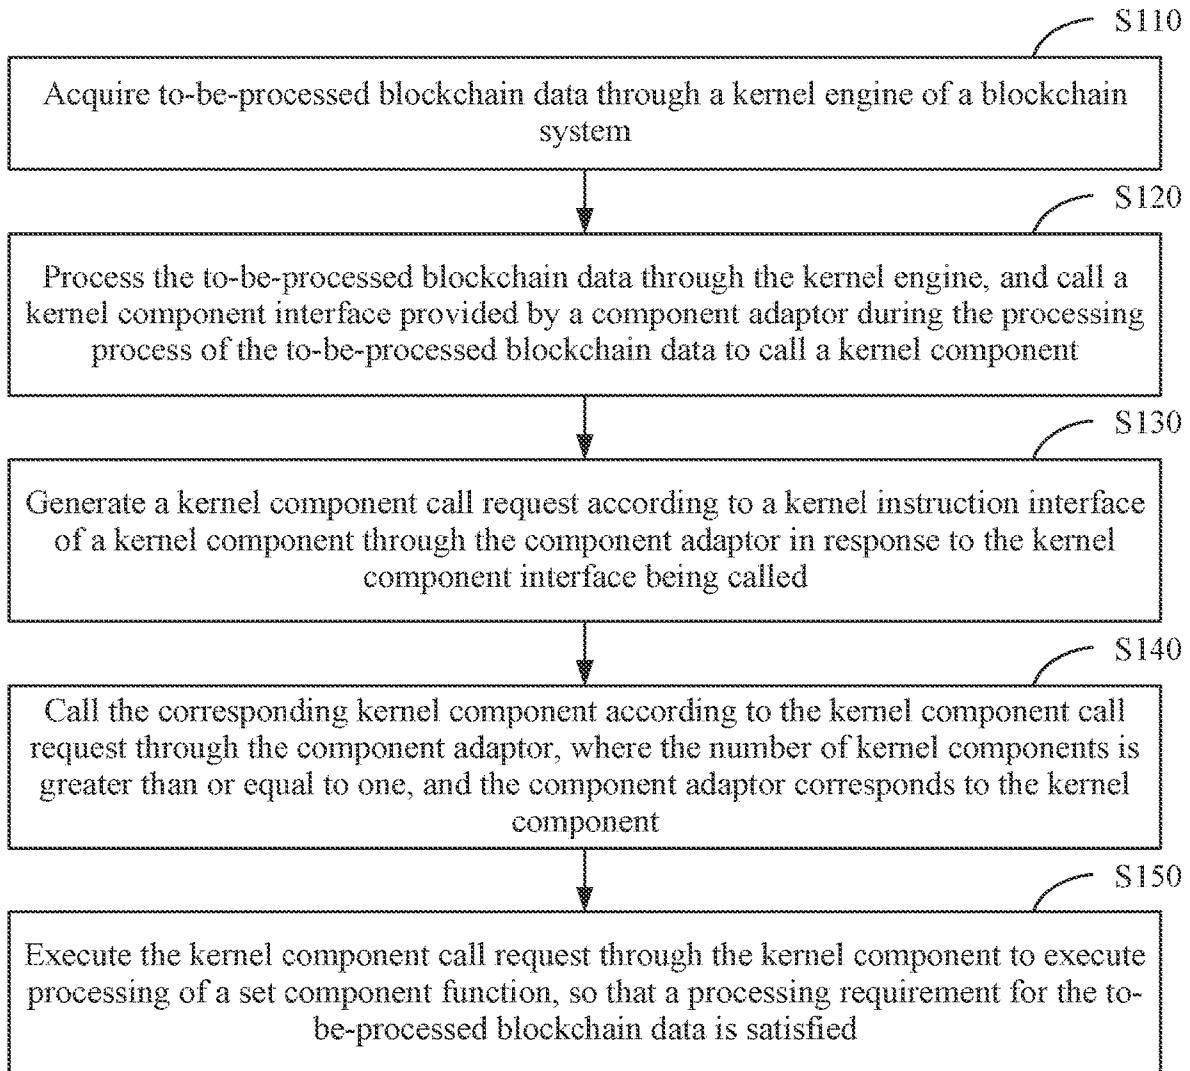 S110
Acquire to-be-processed blockchain data through a kernel engine of a blockchain
system
S120
Process the to-be-processed blockchain data through the kernel engine, and call a
kernel component interface provided by a component adaptor during the processing
process of the to-be-processed blockchain data to call a kernel component
S130
Generate a kernel component call request according to a kernel instruction interface
of a kernel component through the component adaptor in response to the kernel
component interface being called
S140
Call the corresponding kernel component according to the kernel component call
request through the component adaptor, where the number of kernel components is
greater than or equal to one, and the component adaptor corresponds to the kernel
component
S150
Execute the kernel component call request through the kernel component to execute
processing of a set component function, so that a processing requirement for the to-
be-processed blockchain data is satisfied